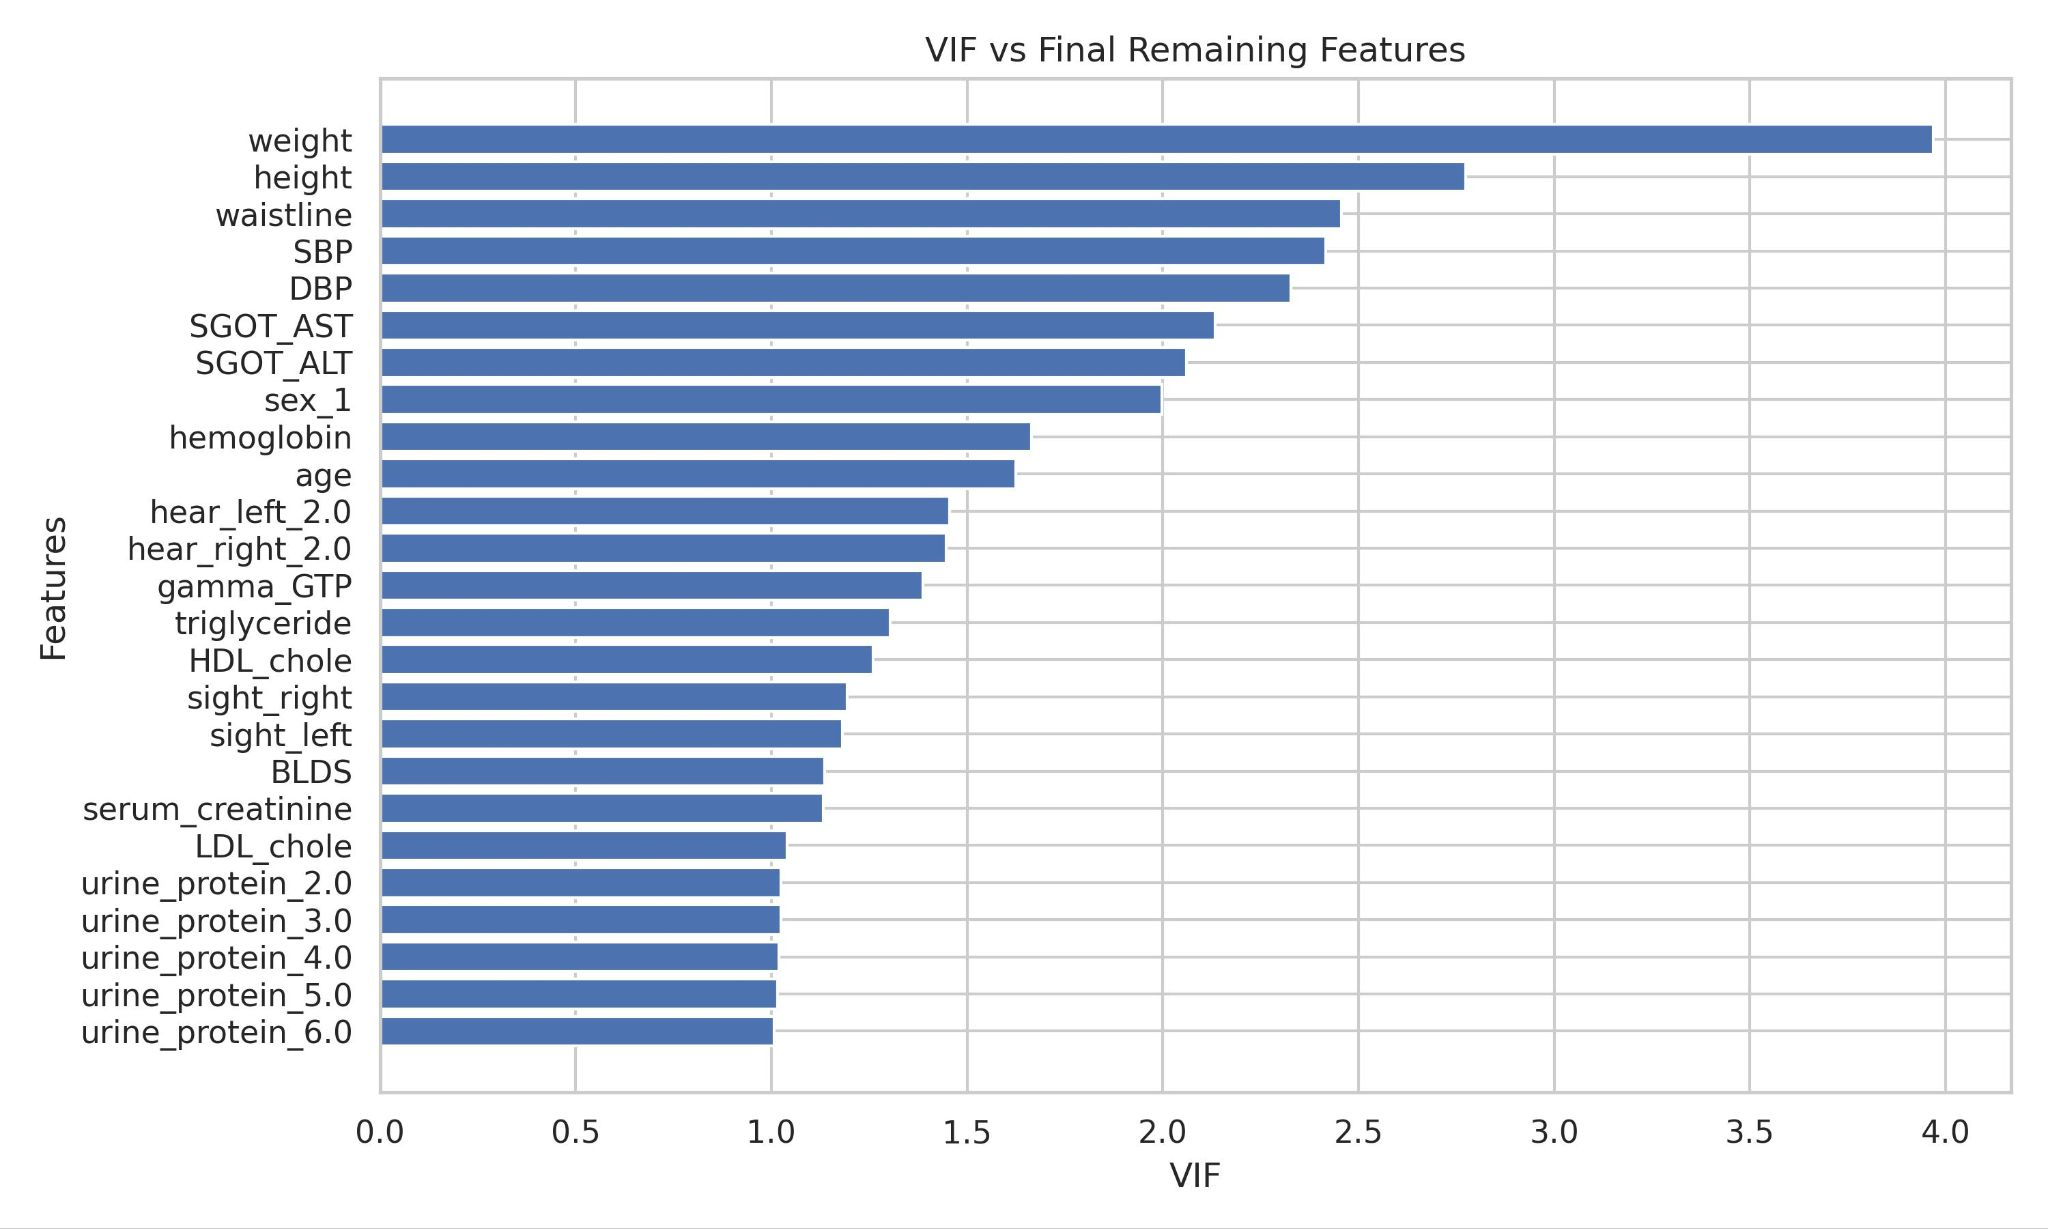 VIF vs Final Remaining Features
weight
height
waistline
SBP
DBP
SGOT_AST
SGOT_ALT
sex_1
hemoglobin
age
hear_left_2.0
hear_right_2.0
gamma_GTP
triglyceride
HDL_chole
sight_right
sight_left
BLDS
serum_creatinine
LDL_chole
urine_protein_2.0
urine_protein_3.0
urine_protein_4.0
urine_protein_5.0
urine_protein_6.0
Features
0.0 0.5 1.0 1.5 2.0 2.5 3.0 3.5 4.0
VIF